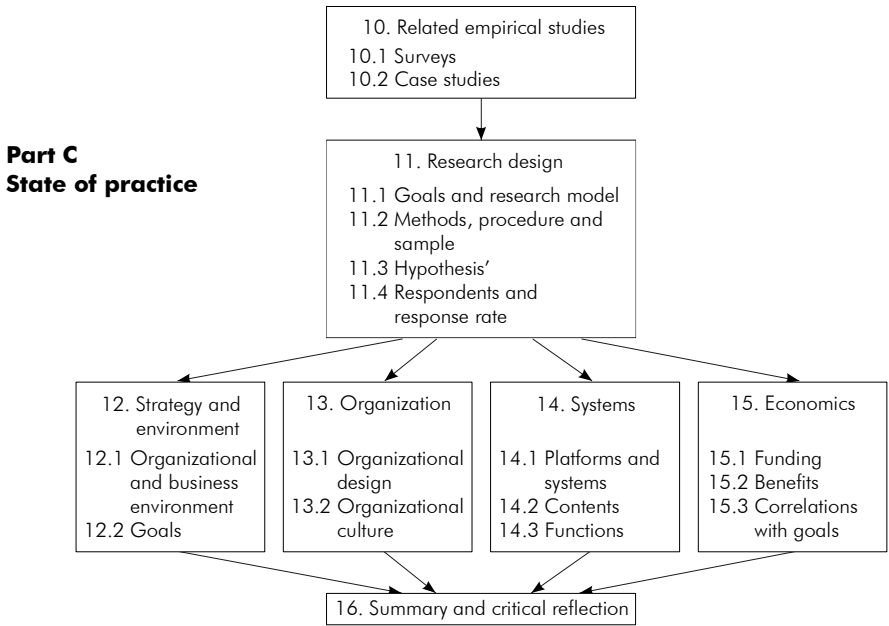 10. Related empirical studies
10.1 Surveys
10.2 Case studies
Part C
State of practice
11. Research design
11.1 Goals and research model
11.2 Methods, procedure and
sample
11.3 Hypothesis’
11.4 Respondents and
response rate
12. Strategy and
environment
12.1 Organizational
and business
environment
12.2 Goals
13. Organization
13.1 Organizational
design
13.2 Organizational
culture
14. Systems
14.1 Platforms and
systems
14.2 Contents
14.3 Functions
15. Economics
15.1 Funding
15.2 Benefits
15.3 Correlations
with goals
16. Summary and critical reflection